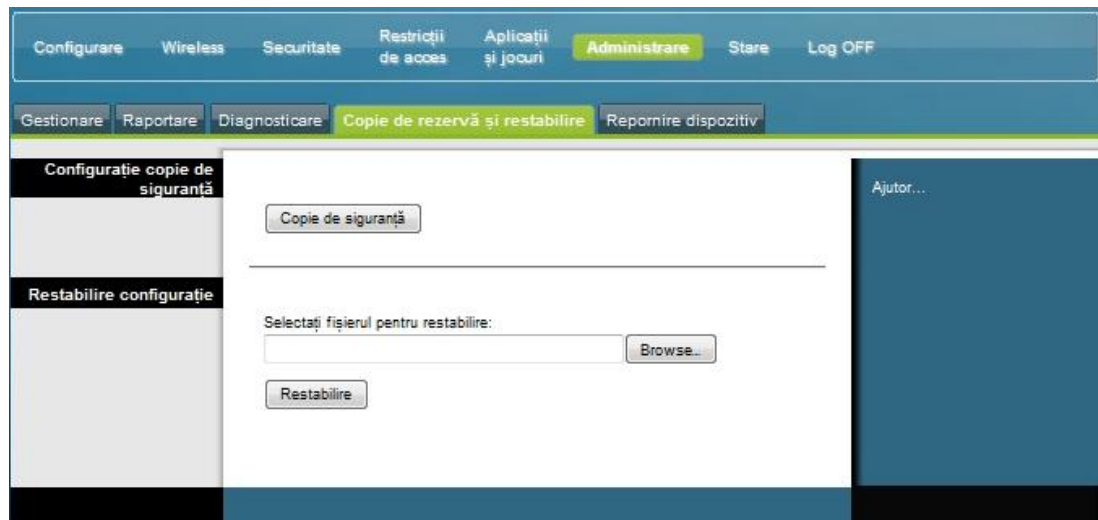 Configurare Wireless Securitate Restricții de acces Aplicații și jocuri Administrare Stare Log OFF
Gestionare Raportare Diagnosticare Copie de rezervă și restabilire Repornire dispozitiv
Configurație copie de
siguranță
Ajutor...
Copie de siguranță
Restabilire configurație
Selectați fișierul pentru restabilire:
Browse...
Restabilire